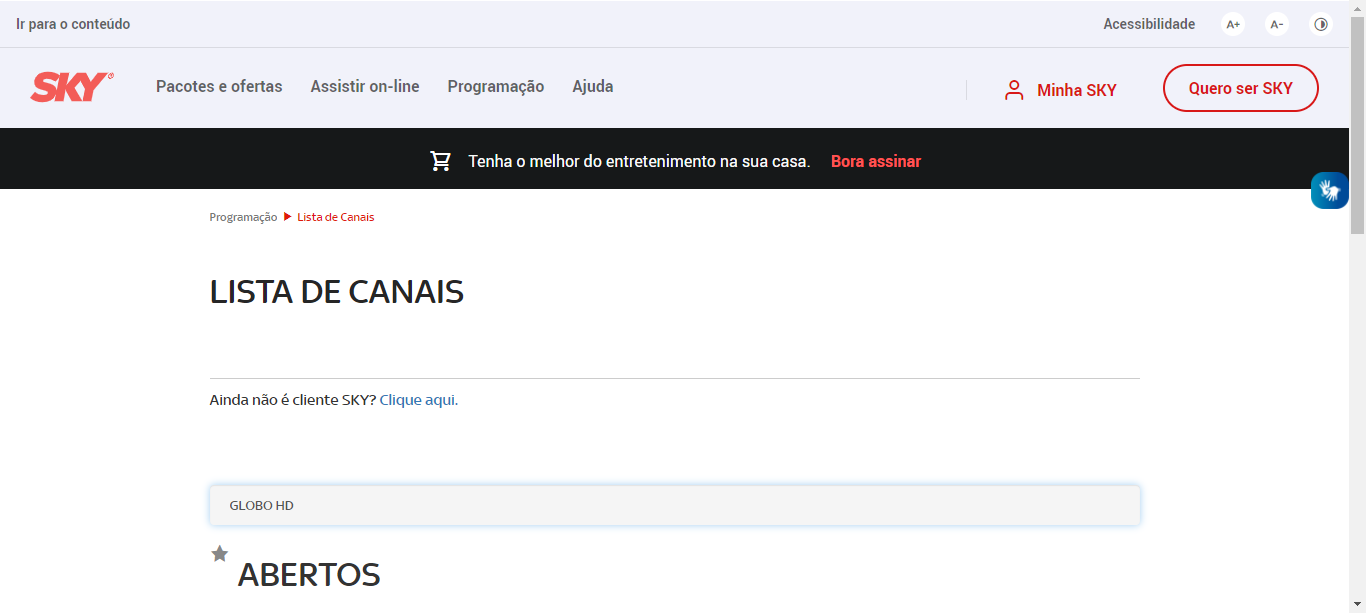 Ir para o conteúdo
Acessibilidade A+ A-
SKY Pacotes e ofertas Assistir on-line Programação Ajuda Minha SKY Quero ser SKY
Tenha o melhor do entretenimento na sua casa. Bora assinar
Programação Lista de Canais
LISTA DE CANAIS
Ainda não é cliente SKY? Clique aqui.
GLOBO HD
ABERTOS